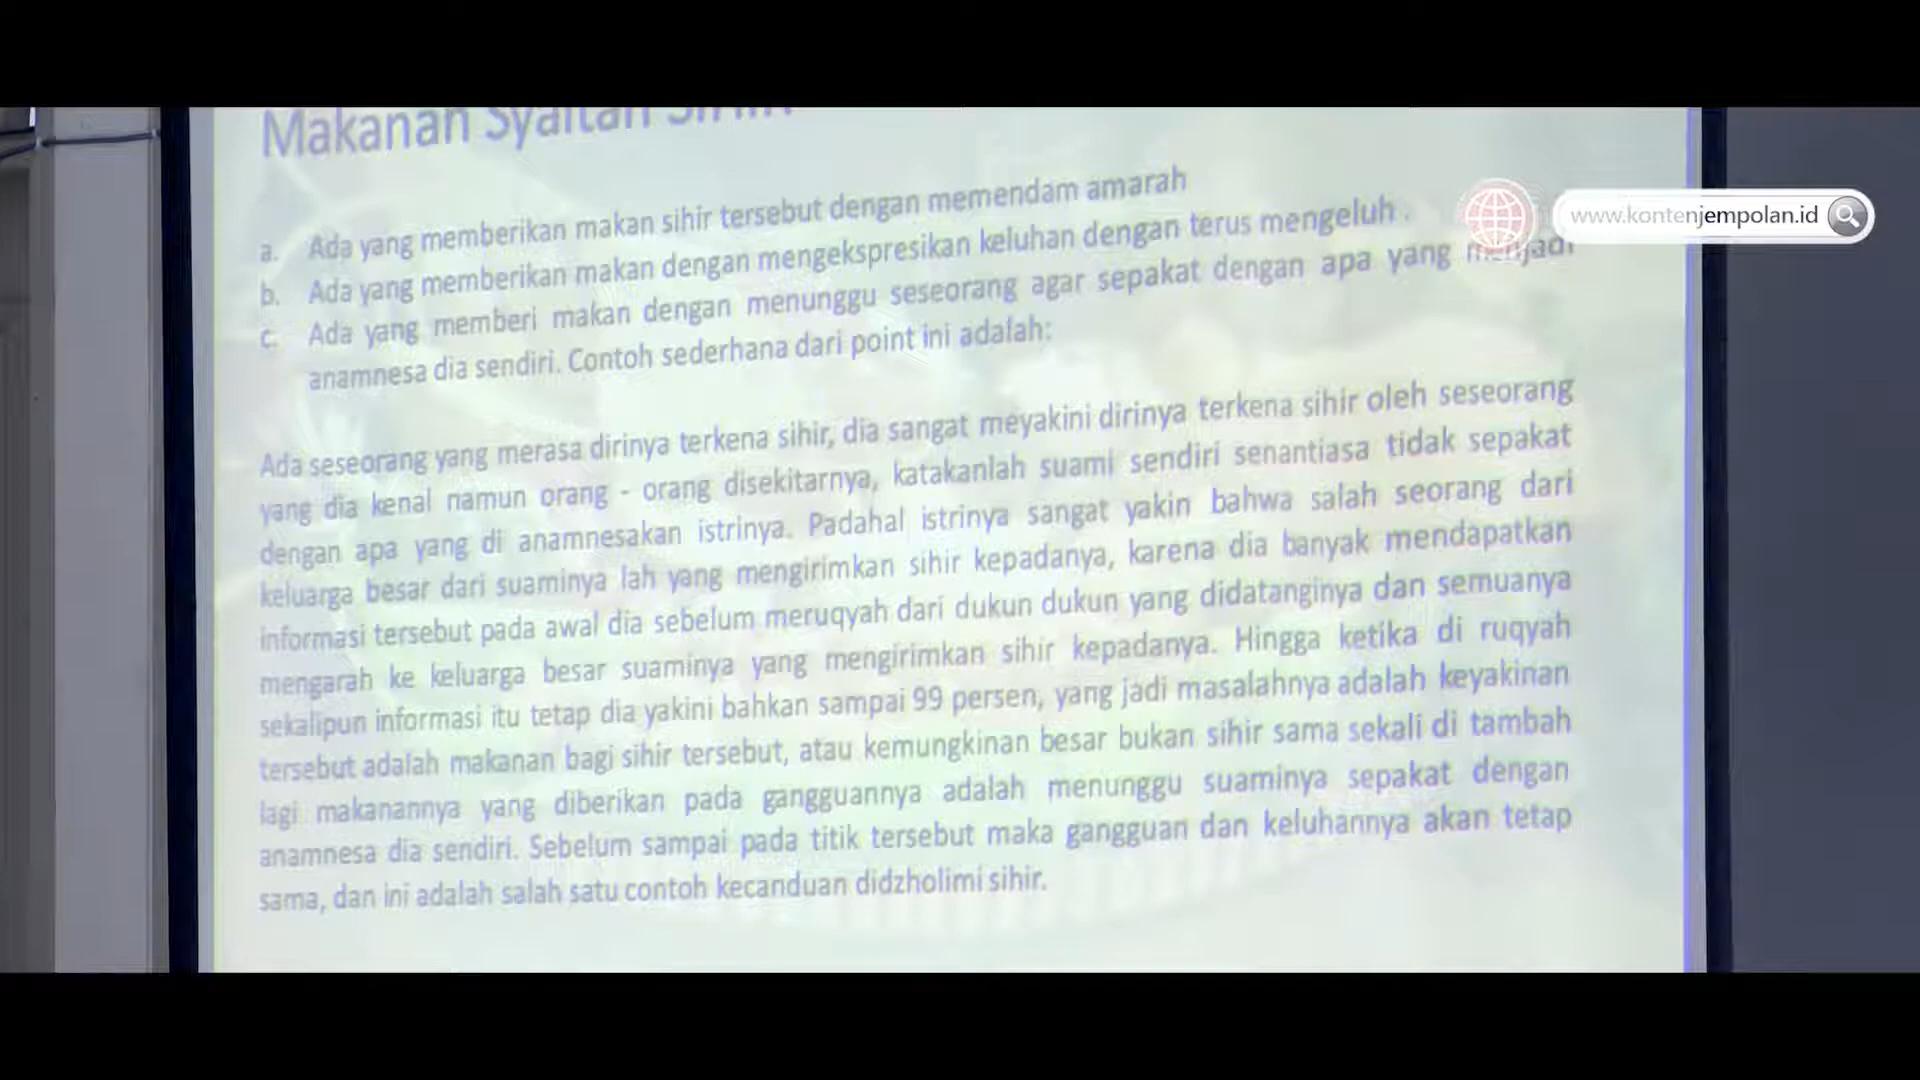 Makanan Syaitan Sihir
a. Ada yang memberikan makan sihir tersebut dengan memendam amarah
b. Ada yang memberikan makan dengan mengekspresikan keluhan dengan terus mengeluh .
c. Ada yang memberi makan dengan menunggu seseorang agar sepakat dengan apa yang menjadi
anamnesa dia sendiri. Contoh sederhana dari point ini adalah:
Ada seseorang yang merasa dirinya terkena sihir, dia sangat meyakini dirinya terkena sihir oleh seseorang
yang dia kenal namun orang - orang disekitarnya, katakanlah suami sendiri senantiasa tidak sepakat
dengan apa yang di anamnesakan istrinya. Padahal istrinya sangat yakin bahwa salah seorang dari
keluarga besar dari suaminya lah yang mengirimkan sihir kepadanya, karena dia banyak mendapatkan
informasi tersebut pada awal dia sebelum meruqyah dari dukun dukun yang didatanginya dan semuanya
mengarah ke keluarga besar suaminya yang mengirimkan sihir kepadanya. Hingga ketika di ruqyah
sekalipun informasi itu tetap dia yakini bahkan sampai 99 persen, yang jadi masalahnya adalah keyakinan
tersebut adalah makanan bagi sihir tersebut, atau kemungkinan besar bukan sihir sama sekali di tambah
lagi makanannya yang diberikan pada gangguannya adalah menunggu suaminya sepakat dengan
anamnesa dia sendiri. Sebelum sampai pada titik tersebut maka gangguan dan keluhannya akan tetap
sama, dan ini adalah salah satu contoh kecanduan didzholimi sihir.
www.kontenjempolan.id